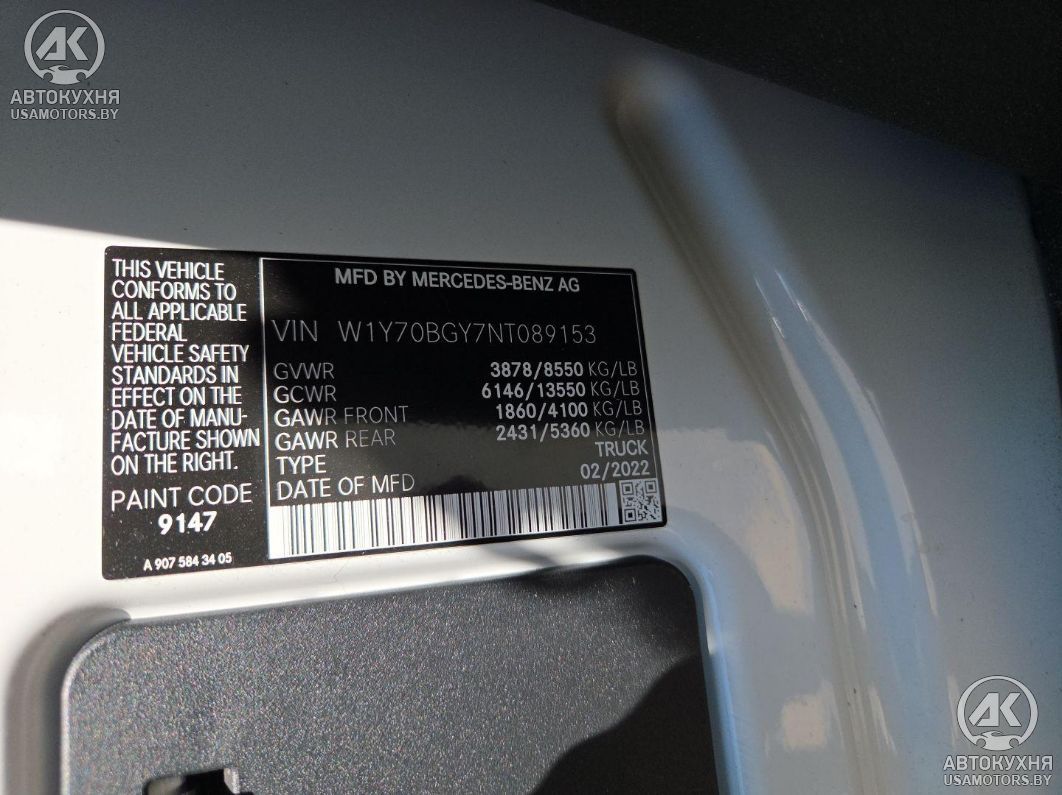 AK
АВТОКУХНЯ
USAMOTORS.BY
THIS VEHICLE
CONFORMS TO
ALL APPLICABLE
FEDERAL
VEHICLE SAFETY
STANDARDS IN
EFFECT ON THE
DATE OF MANU-
FACTURE SHOWN
ON THE RIGHT.
PAINT CODE
9147
A 907 584 34 05
MFD BY MERCEDES-BENZ AG
VIN W1Y70BGY7NT089153
GVWR 3878/8550 KG/LB
GCWR 6146/13550 KG/LB
GAWR FRONT 1860/4100 KG/LB
GAWR REAR 2431/5360 KG/LB
TYPE TRUCK
DATE OF MFD 02/2022
AK
АВТОКУХНЯ
USAMOTORS.BY